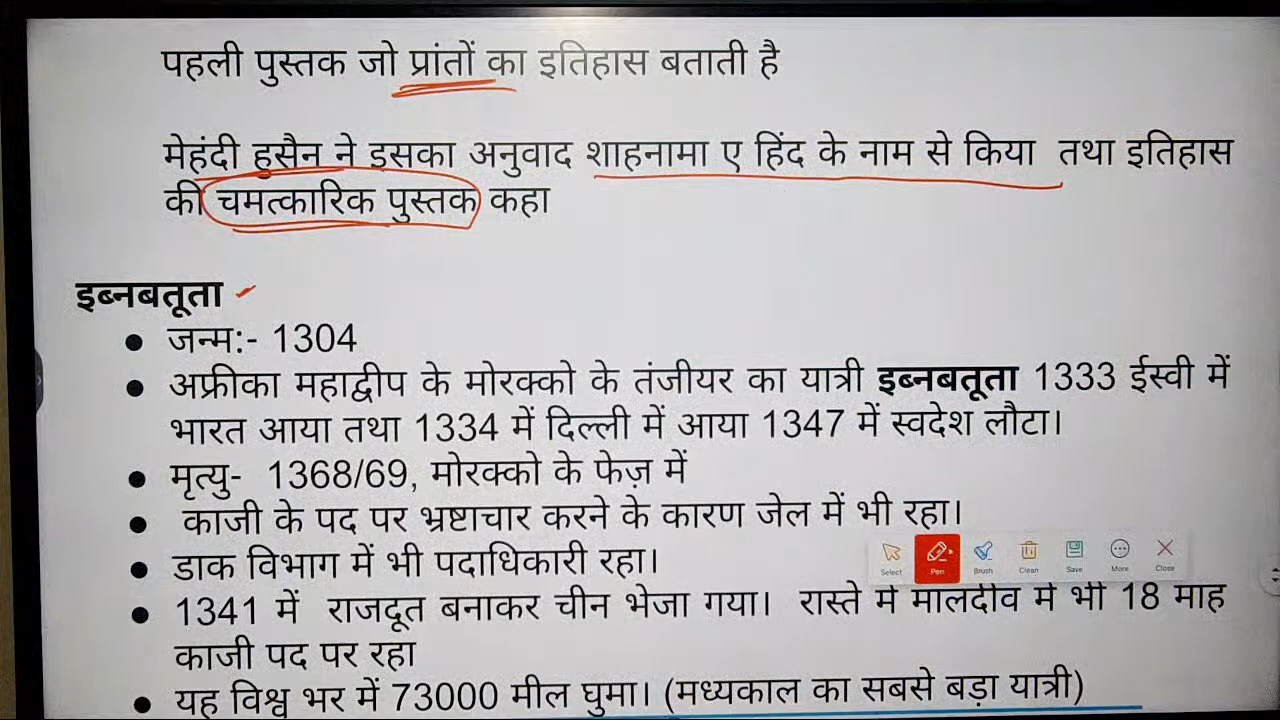 पहली पुस्तक जो प्रांतों का इतिहास बताती है
मेहंदी हुसैन ने इसका अनुवाद शाहनामा ए हिंद के नाम से किया तथा इतिहास
की चमत्कारिक पुस्तक कहा
इब्नबतूता
● जन्म:- 1304
● अफ्रीका महाद्वीप के मोरक्को के तंजीयर का यात्री इब्नबतूता 1333 ईस्वी में
भारत आया तथा 1334 में दिल्ली में आया 1347 में स्वदेश लौटा।
● मृत्यु- 1368/69, मोरक्को के फेज़ में
● काजी के पद पर भ्रष्टाचार करने के कारण जेल में भी रहा।
● डाक विभाग में भी पदाधिकारी रहा।
Select Pen Brush Clean Save More Close
● 1341 में राजदूत बनाकर चीन भेजा गया। रास्ते में मालदीव में भी 18 माह
काजी पद पर रहा
● यह विश्व भर में 73000 मील घुमा। (मध्यकाल का सबसे बड़ा यात्री)